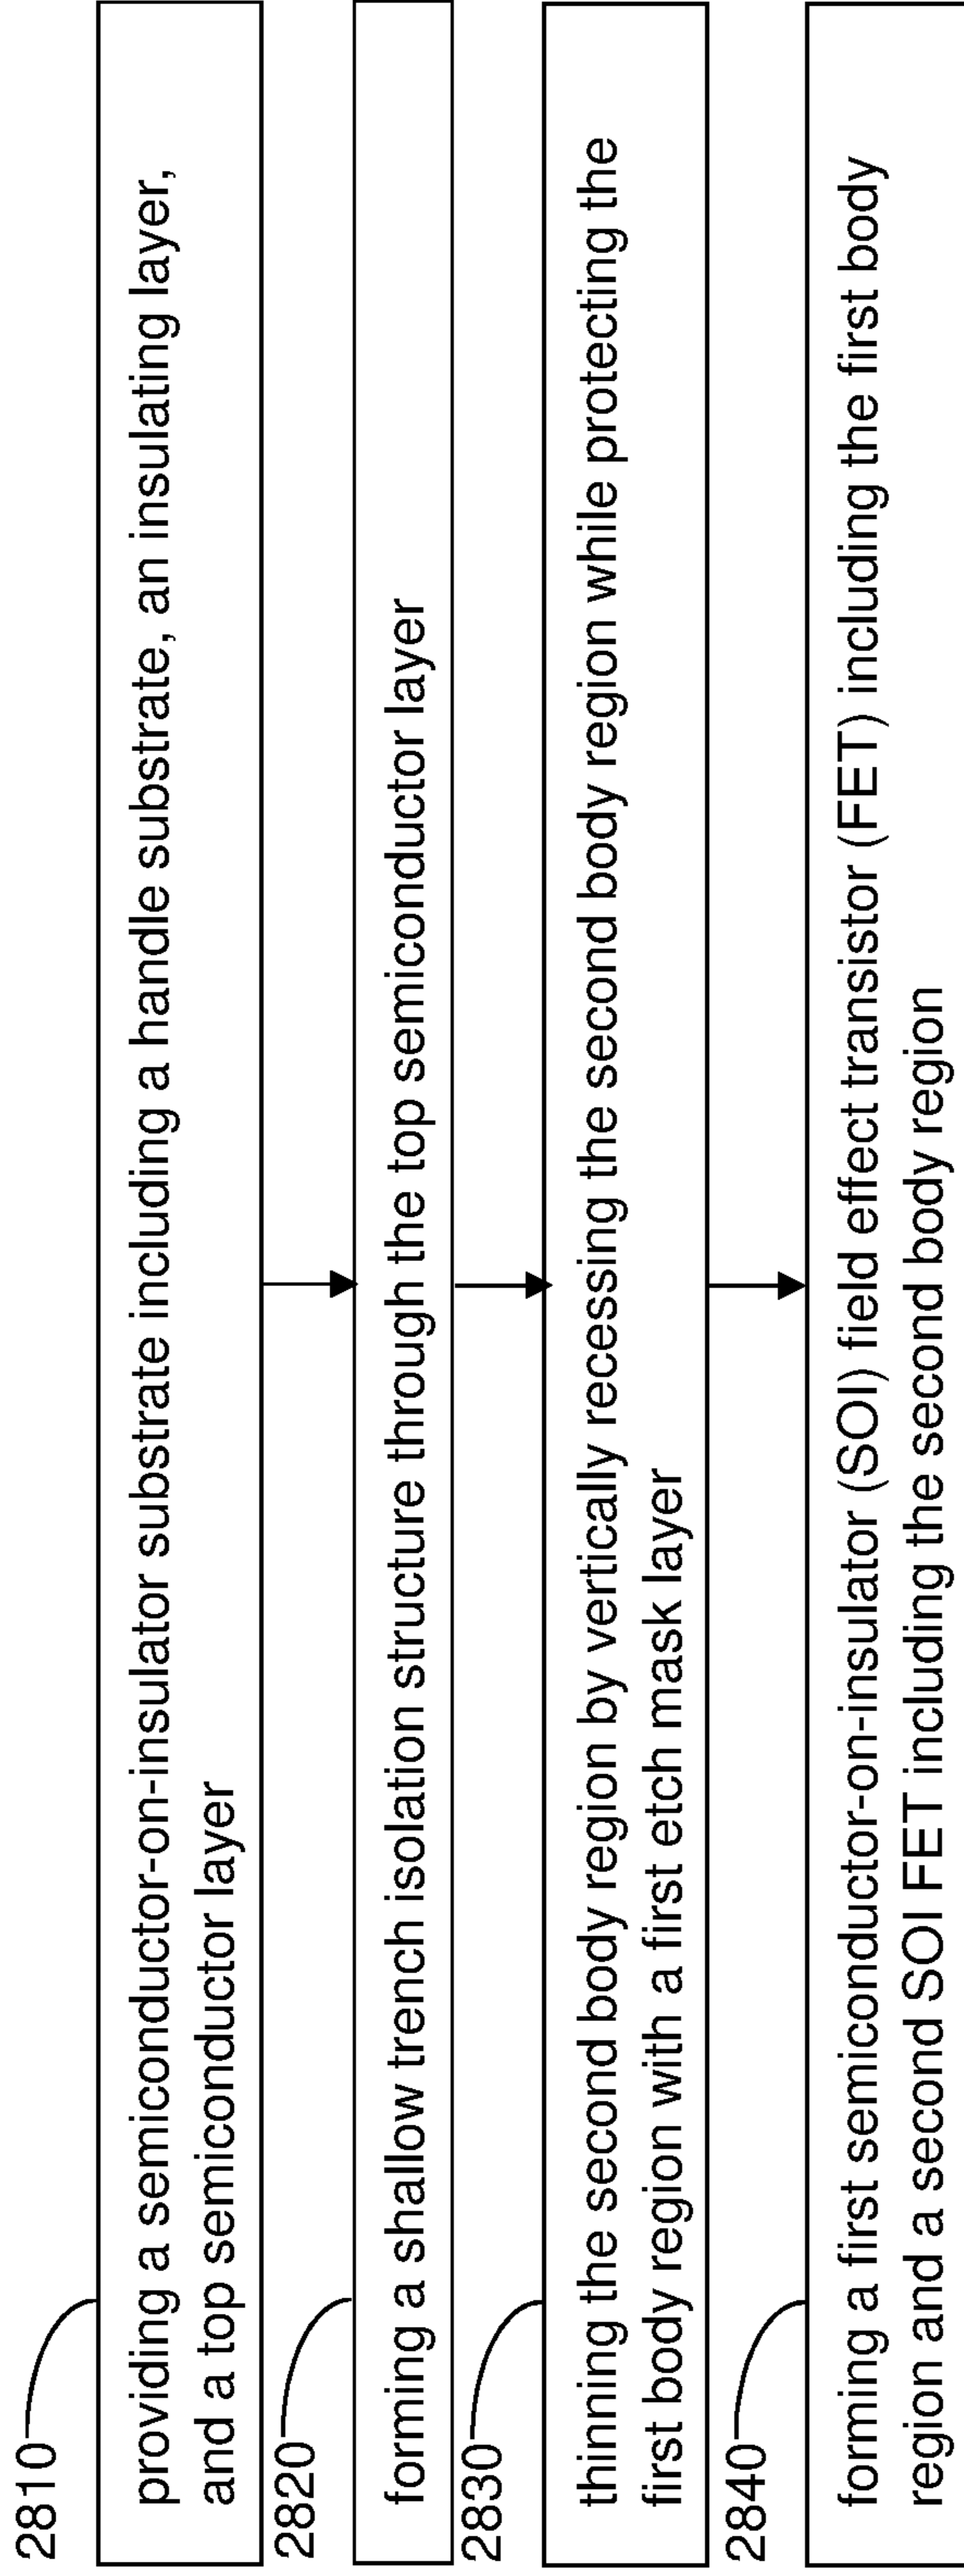 2810
providing a semiconductor-on-insulator substrate including a handle substrate, an insulating layer,
and a top semiconductor layer
2820
forming a shallow trench isolation structure through the top semiconductor layer
2830
thinning the second body region by vertically recessing the second body region while protecting the
first body region with a first etch mask layer
2840
forming a first semiconductor-on-insulator (SOI) field effect transistor (FET) including the first body
region and a second SOI FET including the second body region